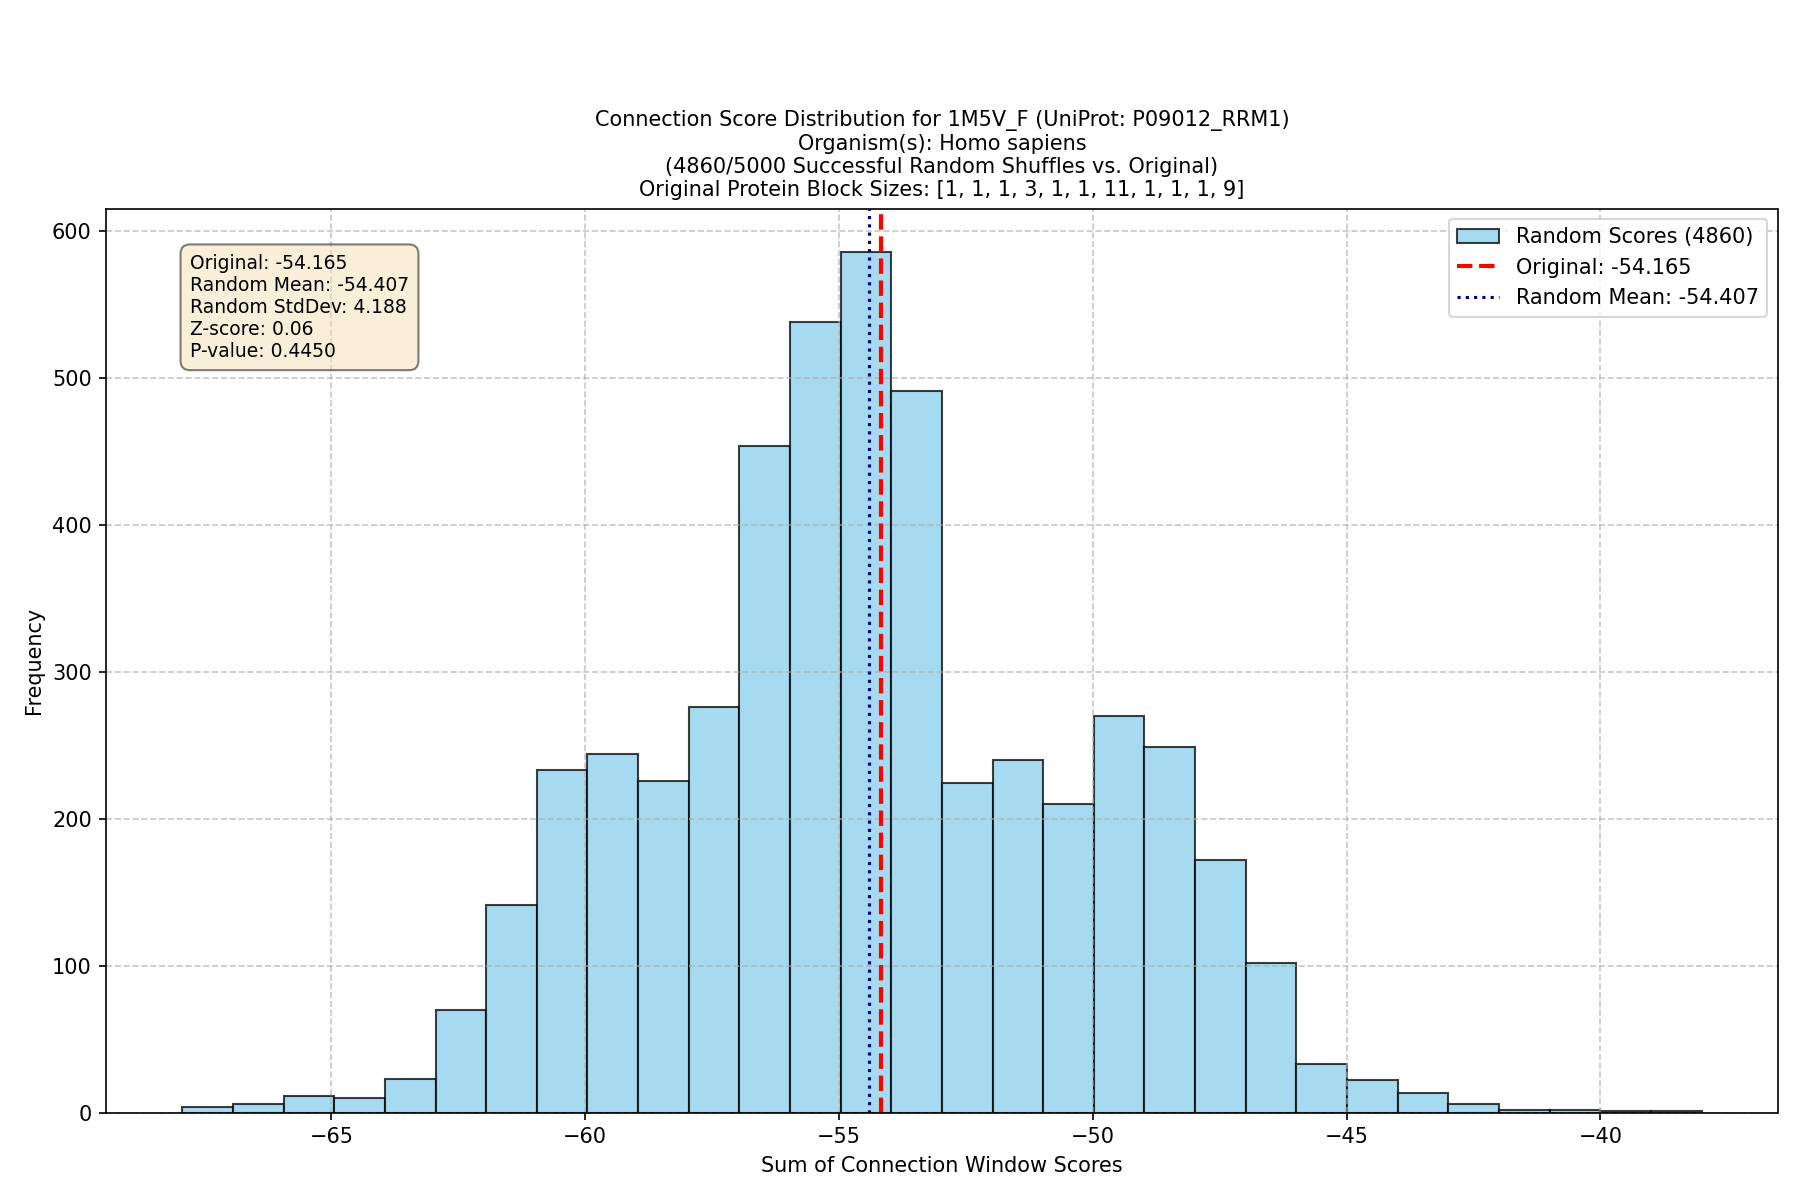 Connection Score Distribution for 1M5V_F (UniProt: P09012_RRM1)
Organism(s): Homo sapiens
(4860/5000 Successful Random Shuffles vs. Original)
Original Protein Block Sizes: [1, 1, 1, 3, 1, 1, 11, 1, 1, 1, 9]
Original: -54.165
Random Mean: -54.407
Random StdDev: 4.188
Z-score: 0.06
P-value: 0.4450
Random Scores (4860)
Original: -54.165
Random Mean: -54.407
Frequency
600
500
400
300
200
100
0
−65
−60
−55
−50
−45
−40
Sum of Connection Window Scores